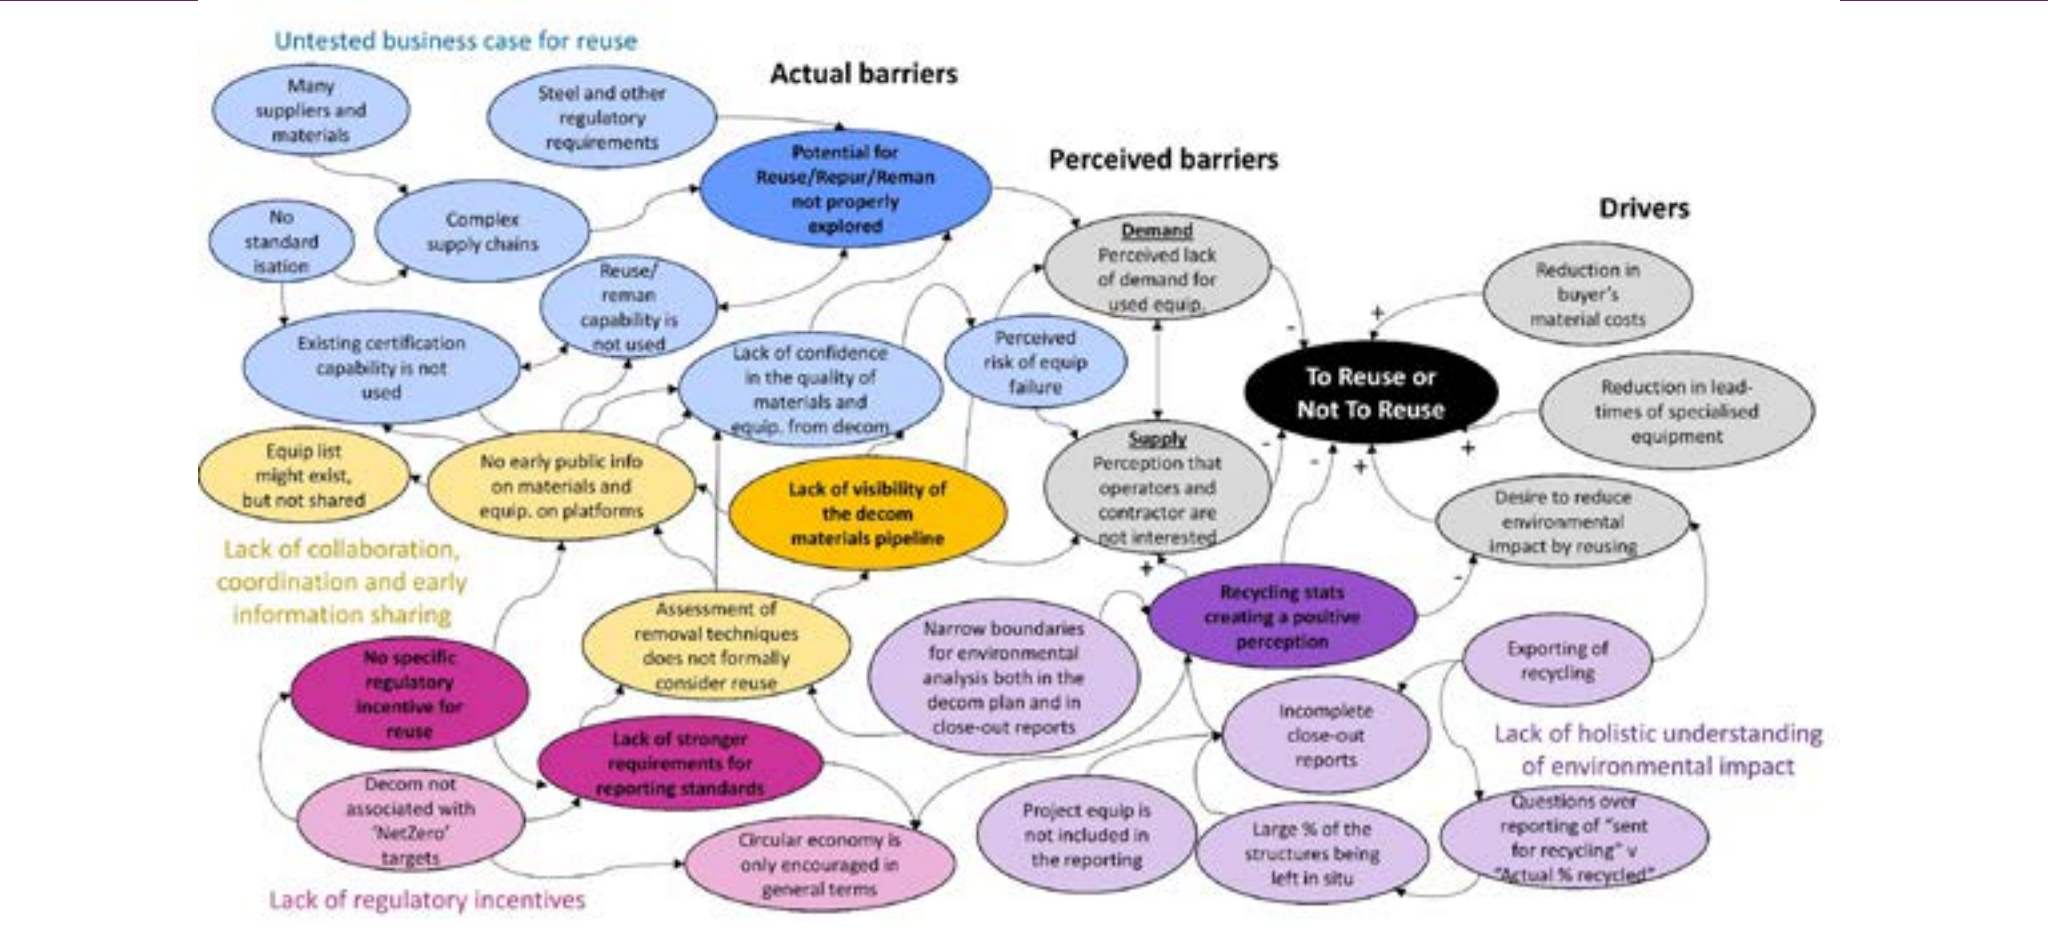 Untested business case for reuse
Actual barriers
Perceived barriers
Drivers
Many
suppliers and
materials
Steel and other
regulatory
requirements
Potential for
Reuse/Repur/Reman
not properly
explored
No
standard
isation
Complex
supply chains
Reuse/
reman
capability is
not used
Existing certification
capability is not
used
Lack of confidence
in the quality of
materials and
equip. from decom
Perceived
risk of equip
failure
Demand
Perceived lack
of demand for
used equip.
Supply
Perception that
operators and
contractor are
not interested
To Reuse or
Not To Reuse
Reduction in
buyer's
material costs
Reduction in lead-
times of specialised
equipment
Desire to reduce
environmental
impact by reusing
-
+
-
-
+
+
+
-
Equip list
might exist,
but not shared
No early public info
on materials and
equip. on platforms
Lack of visibility of
the decom
materials pipeline
Lack of collaboration,
coordination and early
information sharing
Assessment of
removal techniques
does not formally
consider reuse
Narrow boundaries
for environmental
analysis both in the
decom plan and in
close-out reports
Recycling stats
creating a positive
perception
Exporting of
recycling
No specific
regulatory
incentive for
reuse
Lack of stronger
requirements for
reporting standards
Incomplete
close-out
reports
Lack of holistic understanding
of environmental impact
Decom not
associated with
'NetZero'
targets
Circular economy is
only encouraged in
general terms
Project equip is
not included in
the reporting
Large % of the
structures being
left in situ
Questions over
reporting of "sent
for recycling" v
"Actual % recycled"
Lack of regulatory incentives